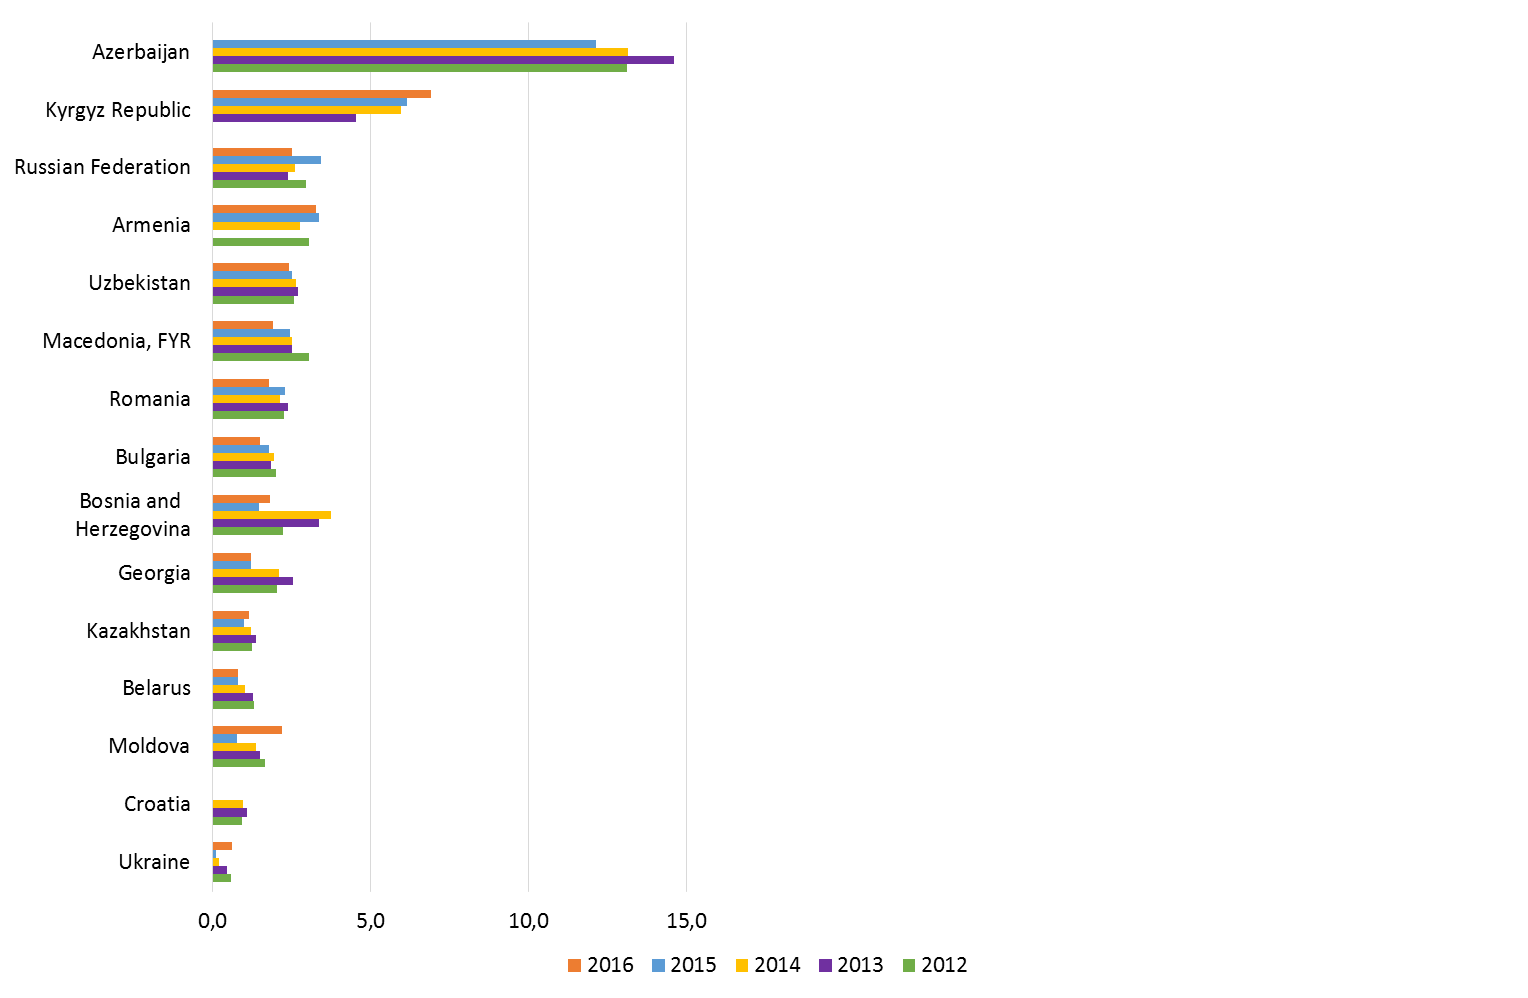 Azerbaijan
Kyrgyz Republic
Russian Federation
Armenia
Uzbekistan
Macedonia, FYR
Romania
Bulgaria
Bosnia and
Herzegovina
Georgia
Kazakhstan
Belarus
Moldova
Croatia
Ukraine
0,0 5,0 10,0 15,0
2016 2015 2014 2013 2012